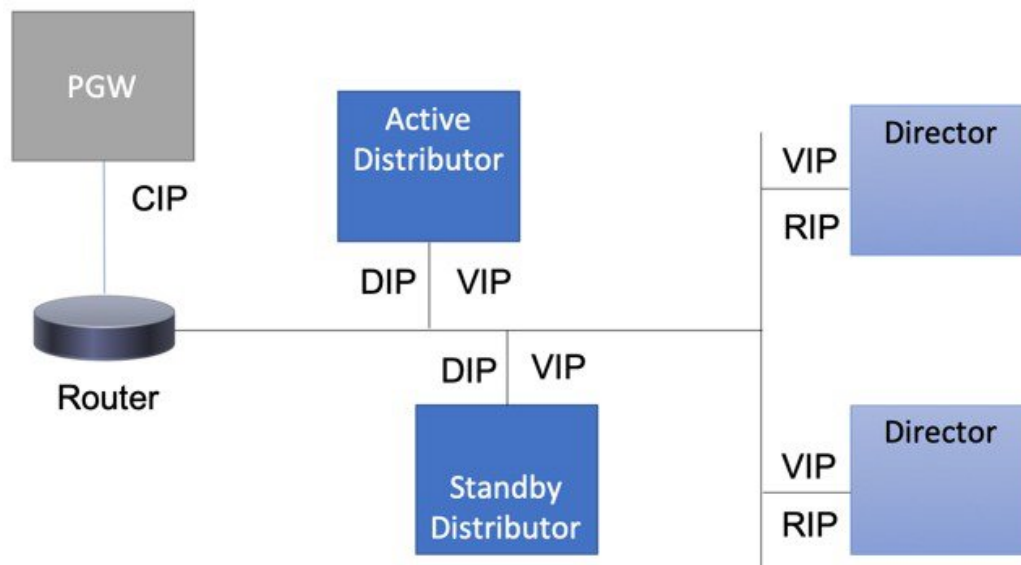 PGW
CIP
Router
Active
Distributor
DIP VIP
DIP VIP
Standby
Distributor
VIP
RIP
Director
VIP
RIP
Director